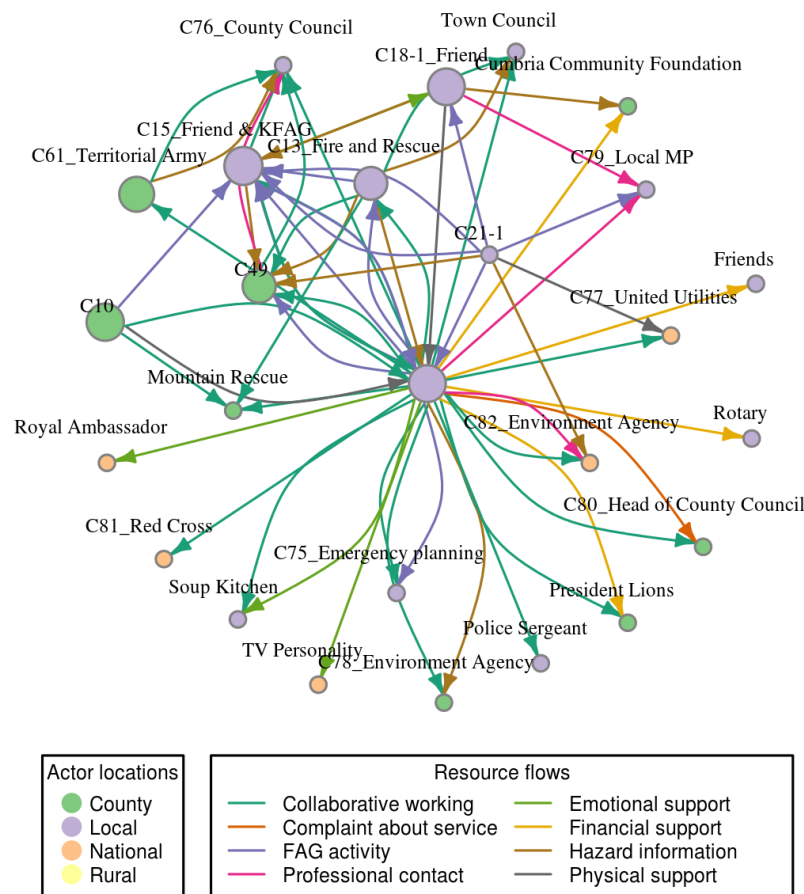 Town Council
C76_County Council
C18-1_Friend
Cumbria Community Foundation
C15_Friend & KFAG
C13_Fire and Rescue
C61_Territorial Army
C79_Local MP
C21-1
Friends
C49
C77_United Utilities
C10
Mountain Rescue
Royal Ambassador
Rotary
C82_Environment Agency
C80_Head of County Council
C81_Red Cross
C75_Emergency planning
Soup Kitchen
President Lions
Police Sergeant
TV Personality
C78_Environment Agency
Actor locations
County
Local
National
Rural
Resource flows
Collaborative working
Complaint about service
FAG activity
Professional contact
Emotional support
Financial support
Hazard information
Physical support